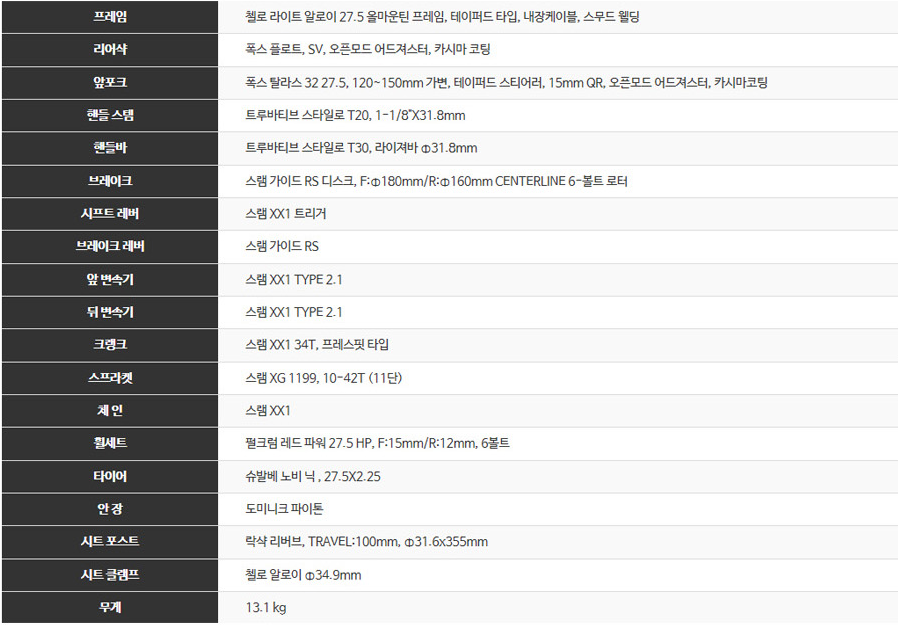 프레임 첼로 라이트 알로이 27.5 올마운틴 프레임, 테이퍼드 타입, 내장케이블, 스무드 웰딩
리어샥 폭스 플로트, SV, 오픈모드 어드져스터, 카시마 코팅
앞포크 폭스 탈라스 32 27.5, 120~150mm 가변, 테이퍼드 스티어러, 15mm QR, 오픈모드 어드져스터, 카시마코팅
핸들 스템 트루바티브 스타일로 T20, 1-1/8"X31.8mm
핸들바 트루바티브 스타일로 T30, 라이져바 Φ31.8mm
브레이크 스램 가이드 RS 디스크, F:Φ180mm/R:Φ160mm CENTERLINE 6-볼트 로터
시프트 레버 스램 XX1 트리거
브레이크 레버 스램 가이드 RS
앞 변속기 스램 XX1 TYPE 2.1
뒤 변속기 스램 XX1 TYPE 2.1
크랭크 스램 XX1 34T, 프레스핏 타입
스프라켓 스램 XG 1199, 10-42T (11단)
체 인 스램 XX1
휠세트 펄크럼 레드 파워 27.5 HP, F:15mm/R:12mm, 6볼트
타이어 슈발베 노비 닉 , 27.5X2.25
안 장 도미니크 파이톤
시트 포스트 락샥 리버브, TRAVEL:100mm, Φ31.6x355mm
시트 클램프 첼로 알로이 Φ34.9mm
무게 13.1 kg